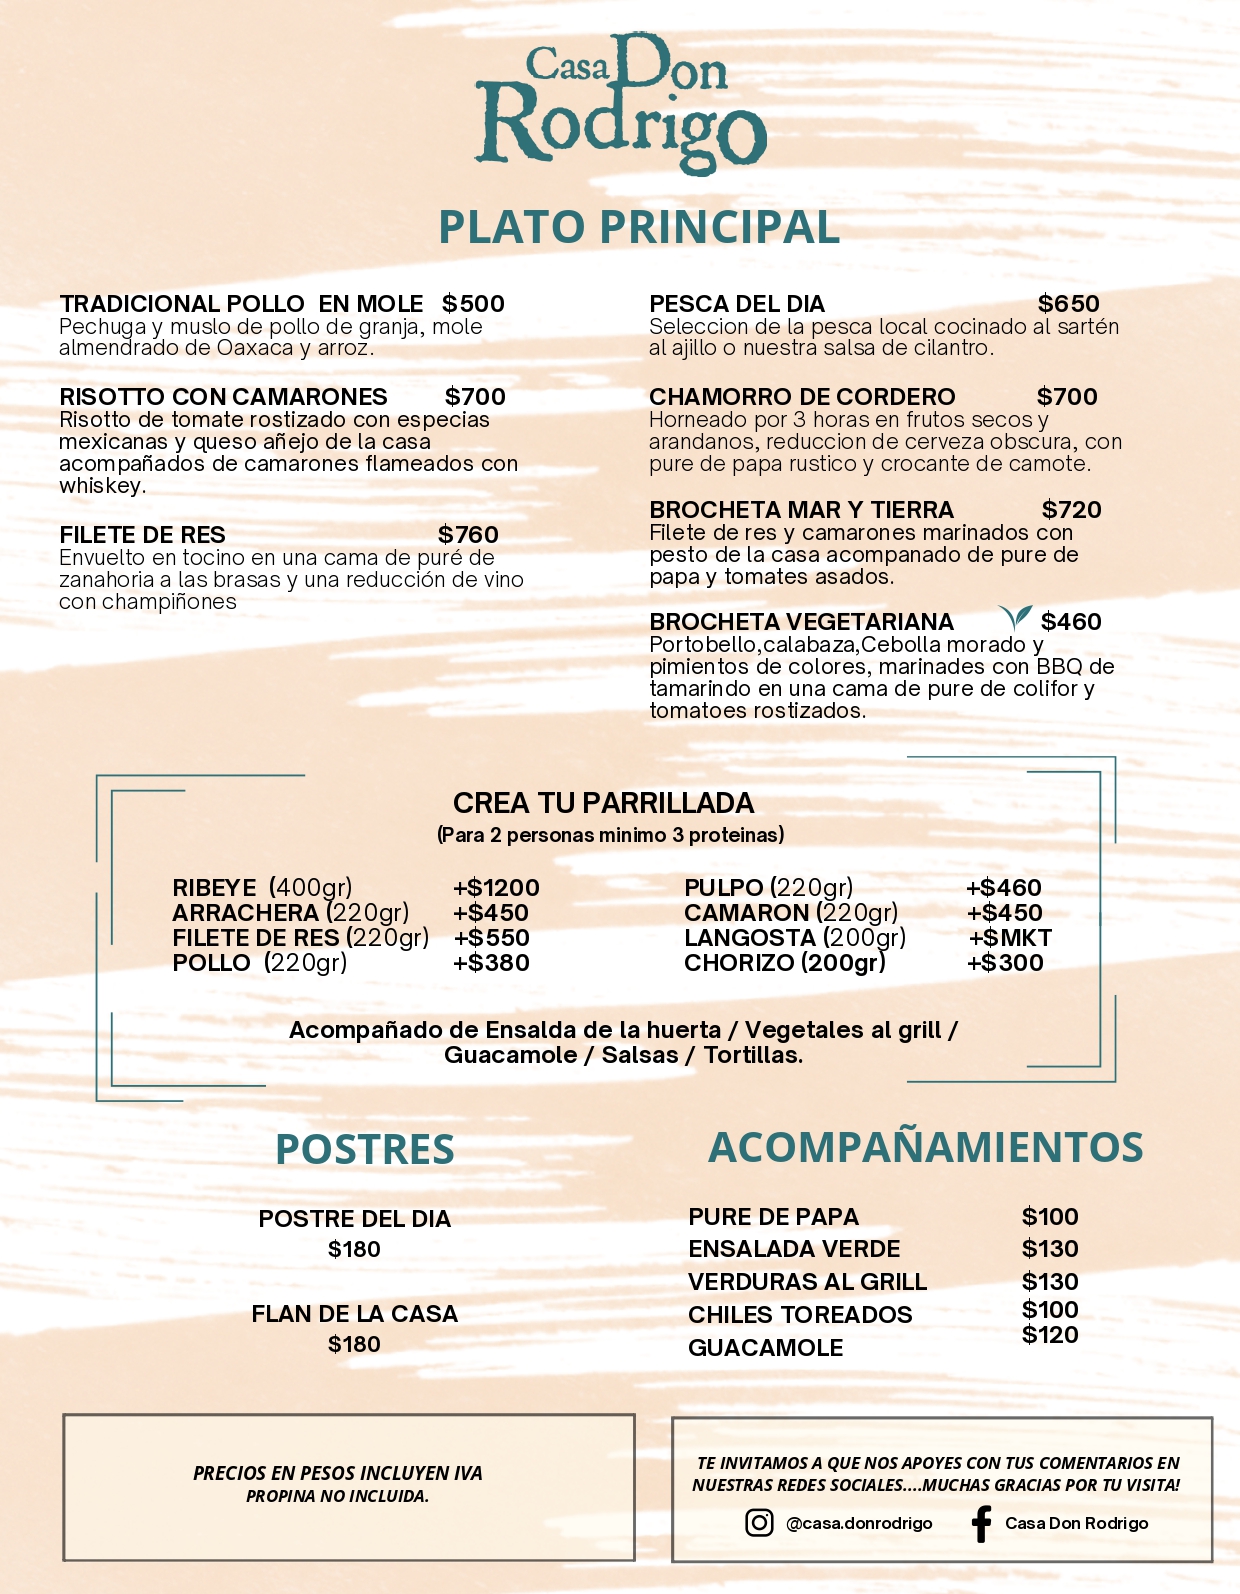 Casa Don
Rodrigo
PLATO PRINCIPAL
TRADICIONAL POLLO EN MOLE $500
Pechuga y muslo de pollo de granja, mole
almendrado de Oaxaca y arroz.
RISOTTO CON CAMARONES $700
Risotto de tomate rostizado con especias
mexicanas y queso añejo de la casa
acompañados de camarones flameados con
whiskey.
FILETE DE RES $760
Envuelto en tocino en una cama de puré de
zanahoria a las brasas y una reducción de vino
con champiñones
PESCA DEL DIA $650
Seleccion de la pesca local cocinado al sartén
al ajillo o nuestra salsa de cilantro.
CHAMORRO DE CORDERO $700
Horneado por 3 horas en frutos secos y
arandanos, reduccion de cerveza obscura, con
pure de papa rustico y crocante de camote.
BROCHETA MAR Y TIERRA $720
Filete de res y camarones marinados con
pesto de la casa acompanado de pure de
papa y tomates asados.
BROCHETA VEGETARIANA $460
Portobello,calabaza,Cebolla morado y
pimientos de colores, marinades con BBQ de
tamarindo en una cama de pure de colifor y
tomatoes rostizados.
CREA TU PARRILLADA
(Para 2 personas minimo 3 proteinas)
RIBEYE (400gr) +$1200
ARRACHERA (220gr) +$450
FILETE DE RES (220gr) +$550
POLLO (220gr) +$380
PULPO (220gr) +$460
CAMARON (220gr) +$450
LANGOSTA (200gr) +$MKT
CHORIZO (200gr) +$300
Acompañado de Ensalda de la huerta / Vegetales al grill /
Guacamole / Salsas / Tortillas.
POSTRES
POSTRE DEL DIA
$180
FLAN DE LA CASA
$180
ACOMPAÑAMIENTOS
PURE DE PAPA $100
ENSALADA VERDE $130
VERDURAS AL GRILL $130
CHILES TOREADOS $100
GUACAMOLE $120
PRECIOS EN PESOS INCLUYEN IVA
PROPINA NO INCLUIDA.
TE INVITAMOS A QUE NOS APOYES CON TUS COMENTARIOS EN
NUESTRAS REDES SOCIALES....MUCHAS GRACIAS POR TU VISITA!
@casa.donrodrigo Casa Don Rodrigo